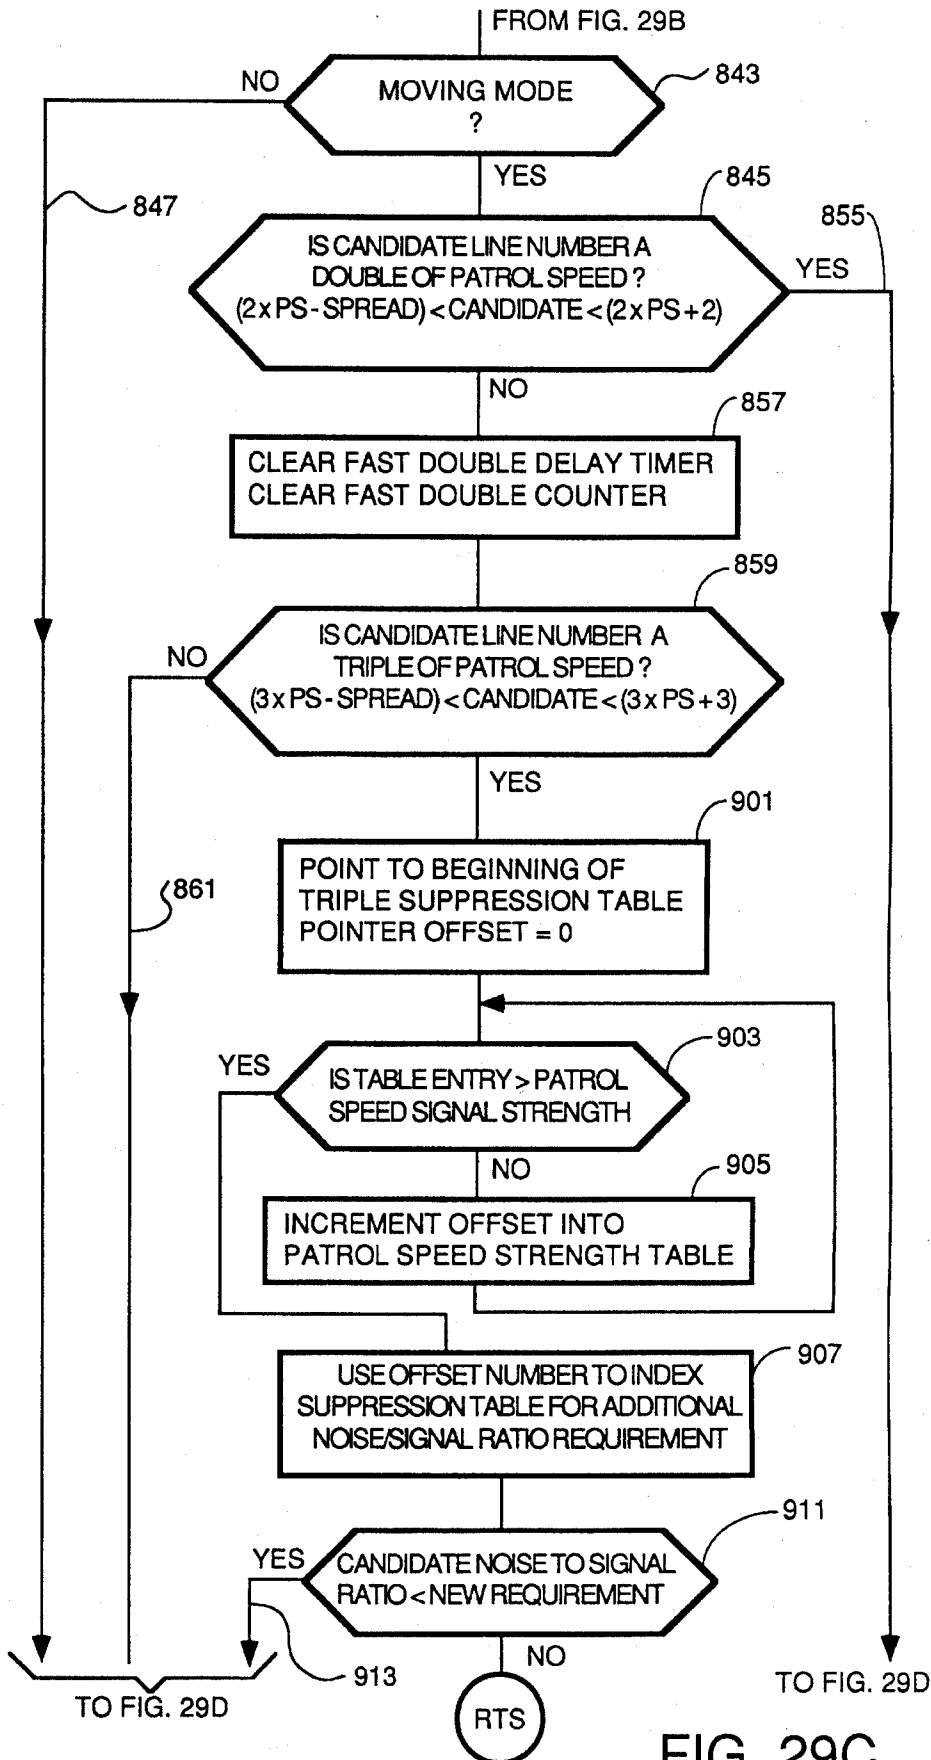 FROM FIG. 29B
NO
MOVING MODE
?
843
YES
847
845
855
IS CANDIDATE LINE NUMBER A
DOUBLE OF PATROL SPEED ?
(2 x PS - SPREAD) < CANDIDATE < (2 x PS + 2)
YES
NO
857
CLEAR FAST DOUBLE DELAY TIMER
CLEAR FAST DOUBLE COUNTER
859
NO
IS CANDIDATE LINE NUMBER A
TRIPLE OF PATROL SPEED ?
(3 x PS - SPREAD) < CANDIDATE < (3 x PS + 3)
YES
901
861
POINT TO BEGINNING OF
TRIPLE SUPPRESSION TABLE
POINTER OFFSET = 0
903
YES
IS TABLE ENTRY > PATROL
SPEED SIGNAL STRENGTH
NO
905
INCREMENT OFFSET INTO
PATROL SPEED STRENGTH TABLE
907
USE OFFSET NUMBER TO INDEX
SUPPRESSION TABLE FOR ADDITIONAL
NOISE/SIGNAL RATIO REQUIREMENT
911
YES
CANDIDATE NOISE TO SIGNAL
RATIO < NEW REQUIREMENT
NO
913
TO FIG. 29D
RTS
TO FIG. 29D
FIG. 29C